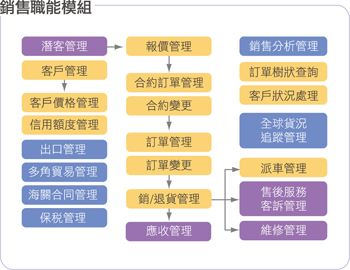 銷售職能模組
潛客管理
客戶管理
客戶價格管理
信用額度管理
出口管理
多角貿易管理
海關合同管理
保稅管理
報價管理
合約訂單管理
合約變更
訂單管理
訂單變更
銷/退貨管理
應收管理
銷售分析管理
訂單樹狀查詢
客戶狀況處理
全球貨況
追蹤管理
派車管理
售後服務
客訴管理
維修管理